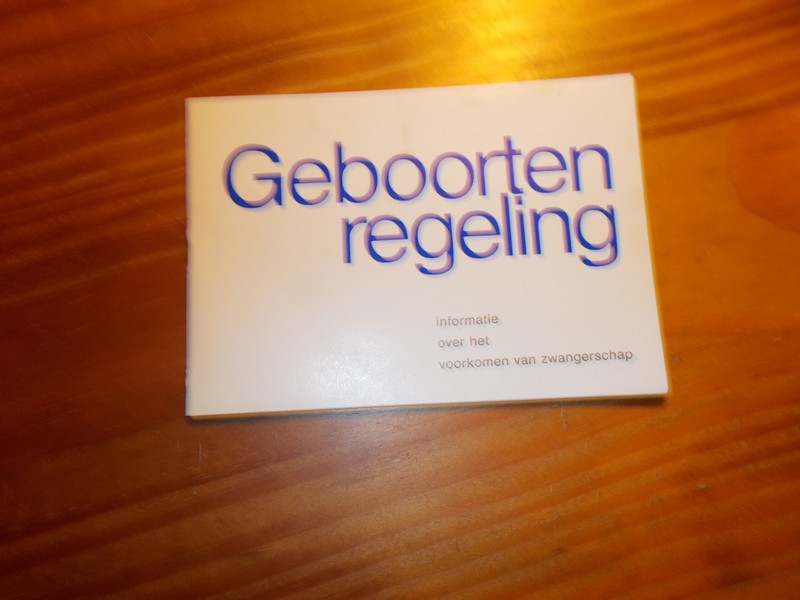 Geboorten
regeling
informatie
over het
voorkomen van zwangerschap